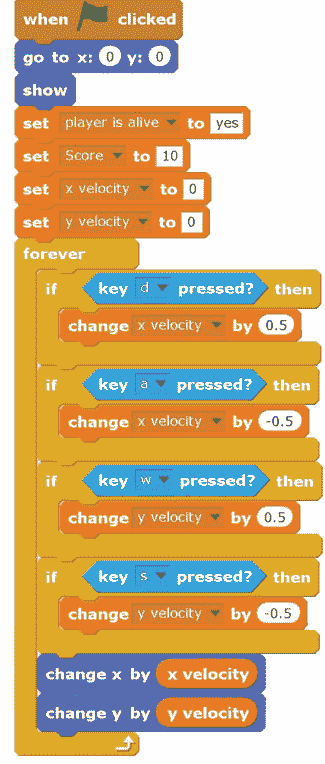 when clicked
go to x: 0 y: 0
show
set player is alive to yes
set Score to 10
set x velocity to 0
set y velocity to 0
forever
if key d pressed? then
change x velocity by 0.5
if key a pressed? then
change x velocity by -0.5
if key w pressed? then
change y velocity by 0.5
if key s pressed? then
change y velocity by -0.5
change x by x velocity
change y by y velocity